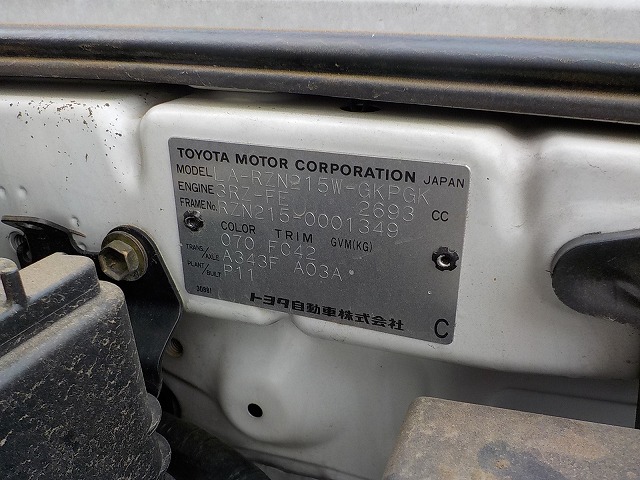 TOYOTA MOTOR CORPORATION JAPAN
MODEL LA-RZN215W-GKPGK
ENGINE 3RZ-FE 2693 CC
FRAME No. RZN215-0001349
COLOR TRIM GVM(KG)
070 FC42
TRANS/AXLE A343F A03A
PLANT/BUILT P11
トヨタ自動車株式会社 C